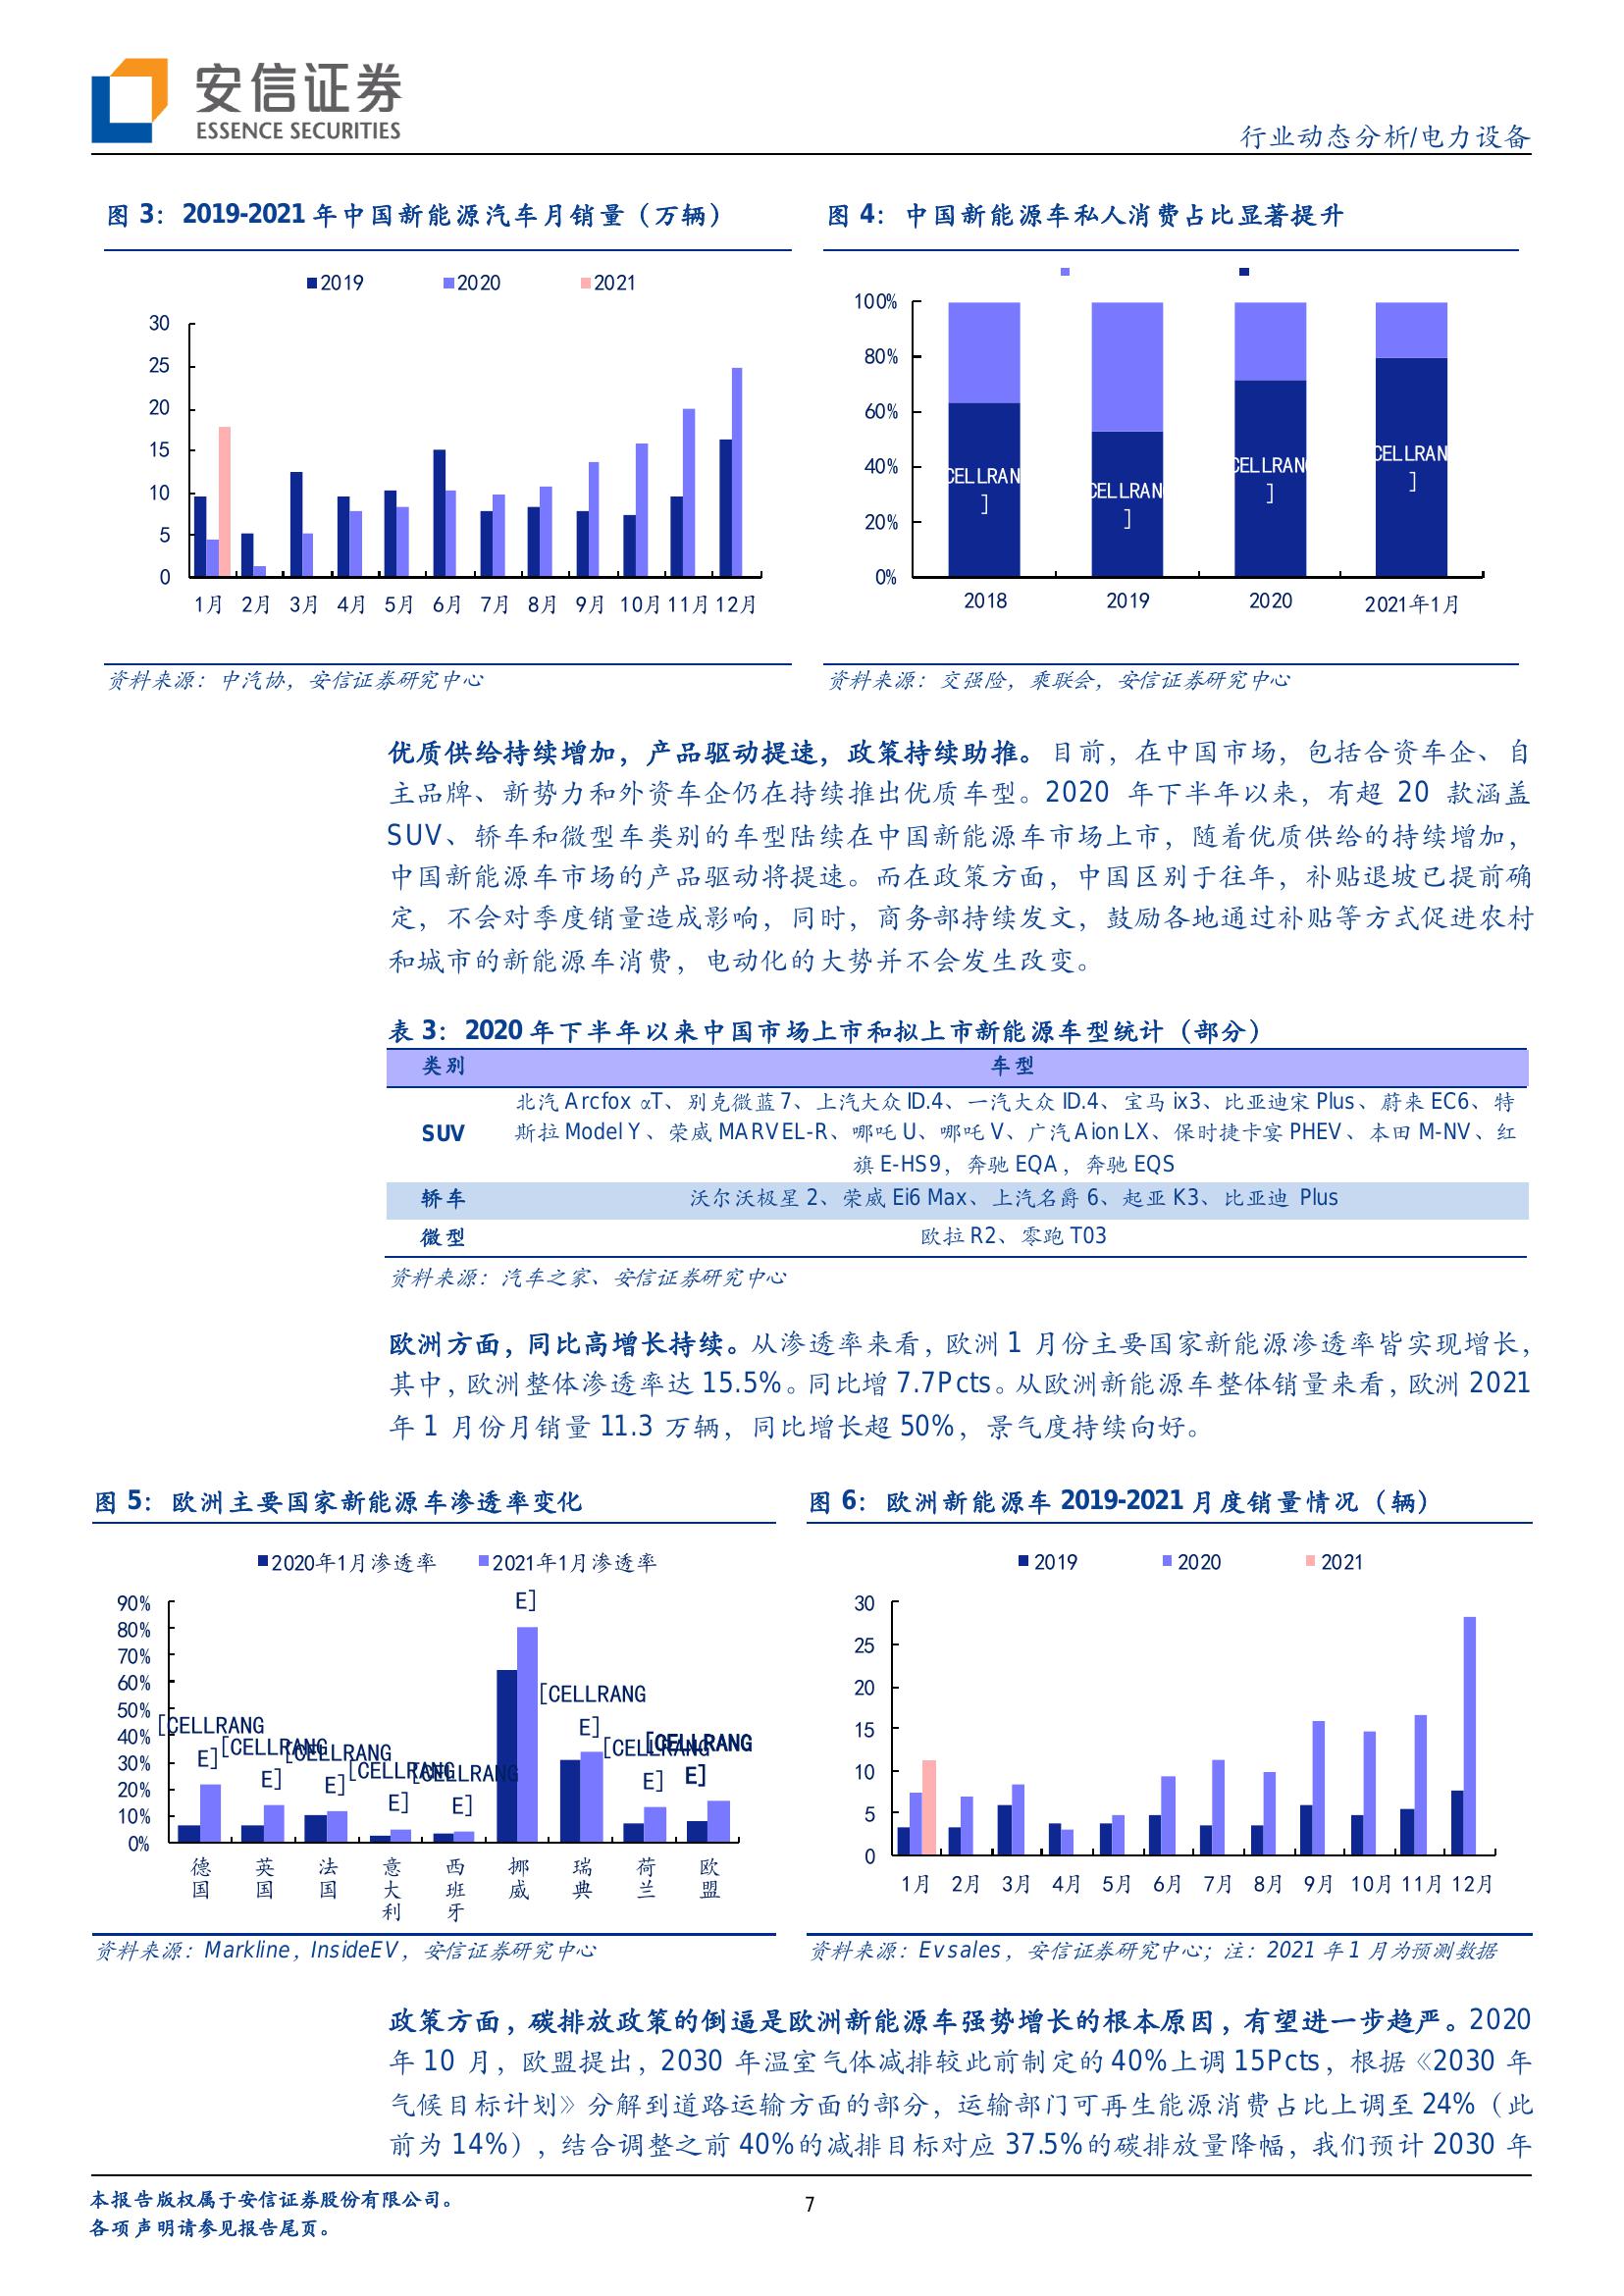 安信证券
ESSENCE SECURITIES
行业动态分析/电力设备
图 3：2019-2021 年中国新能源汽车月销量（万辆）
2019 2020 2021
30
25
20
15
10
5
0
1月 2月 3月 4月 5月 6月 7月 8月 9月 10月 11月 12月
资料来源：中汽协，安信证券研究中心
图 4：中国新能源车私人消费占比显著提升
100%
80%
60%
40%
20%
0%
CELLRAN
]
CELLRAN
]
CELLRAN
]
CELLRAN
]
2018 2019 2020 2021年1月
资料来源：交强险，乘联会，安信证券研究中心
优质供给持续增加，产品驱动提速，政策持续助推。目前，在中国市场，包括合资车企、自
主品牌、新势力和外资车企仍在持续推出优质车型。2020 年下半年以来，有超 20 款涵盖
SUV、轿车和微型车类别的车型陆续在中国新能源车市场上市，随着优质供给的持续增加，
中国新能源车市场的产品驱动将提速。而在政策方面，中国区别于往年，补贴退坡已提前确
定，不会对季度销量造成影响，同时，商务部持续发文，鼓励各地通过补贴等方式促进农村
和城市的新能源车消费，电动化的大势并不会发生改变。
表 3：2020 年下半年以来中国市场上市和拟上市新能源车型统计（部分）
类别 车型
北汽 Arcfox αT、别克微蓝 7、上汽大众 ID.4、一汽大众 ID.4、宝马 ix3、比亚迪宋 Plus、蔚来 EC6、特
SUV 斯拉 Model Y、荣威 MARVEL-R、哪吒 U、哪吒 V、广汽 Aion LX、保时捷卡宴 PHEV、本田 M-NV、红
旗 E-HS9，奔驰 EQA，奔驰 EQS
轿车 沃尔沃极星 2、荣威 Ei6 Max、上汽名爵 6、起亚 K3、比亚迪 Plus
微型 欧拉 R2、零跑 T03
资料来源：汽车之家、安信证券研究中心
欧洲方面，同比高增长持续。从渗透率来看，欧洲 1 月份主要国家新能源渗透率皆实现增长，
其中，欧洲整体渗透率达 15.5%。同比增 7.7Pcts。从欧洲新能源车整体销量来看，欧洲 2021
年 1 月份月销量 11.3 万辆，同比增长超 50%，景气度持续向好。
图 5：欧洲主要国家新能源车渗透率变化
2020年1月渗透率 2021年1月渗透率
90%
80%
70%
60%
50%
40%
30%
20%
10%
0%
[CELLRANG
E]
[CELLRANG
E]
[CELLRANG
E]
[CELLRANG
E]
[CELLRANG
E]
E]
[CELLRANG
E]
[CELLRANG
E]
[CELLRANG
E]
德国 英国 法国 意大利 西班牙 挪威 瑞典 荷兰 欧盟
资料来源：Markline，InsideEV，安信证券研究中心
图 6：欧洲新能源车 2019-2021 月度销量情况（辆）
2019 2020 2021
30
25
20
15
10
5
0
1月 2月 3月 4月 5月 6月 7月 8月 9月 10月 11月 12月
资料来源：Evsales，安信证券研究中心；注：2021 年 1 月为预测数据
政策方面，碳排放政策的倒逼是欧洲新能源车强势增长的根本原因，有望进一步趋严。2020
年 10 月，欧盟提出，2030 年温室气体减排较此前制定的 40%上调 15Pcts，根据《2030 年
气候目标计划》分解到道路运输方面的部分，运输部门可再生能源消费占比上调至 24%（此
前为 14%），结合调整之前 40%的减排目标对应 37.5%的碳排放量降幅，我们预计 2030 年
本报告版权属于安信证券股份有限公司。
各项声明请参见报告尾页。
7